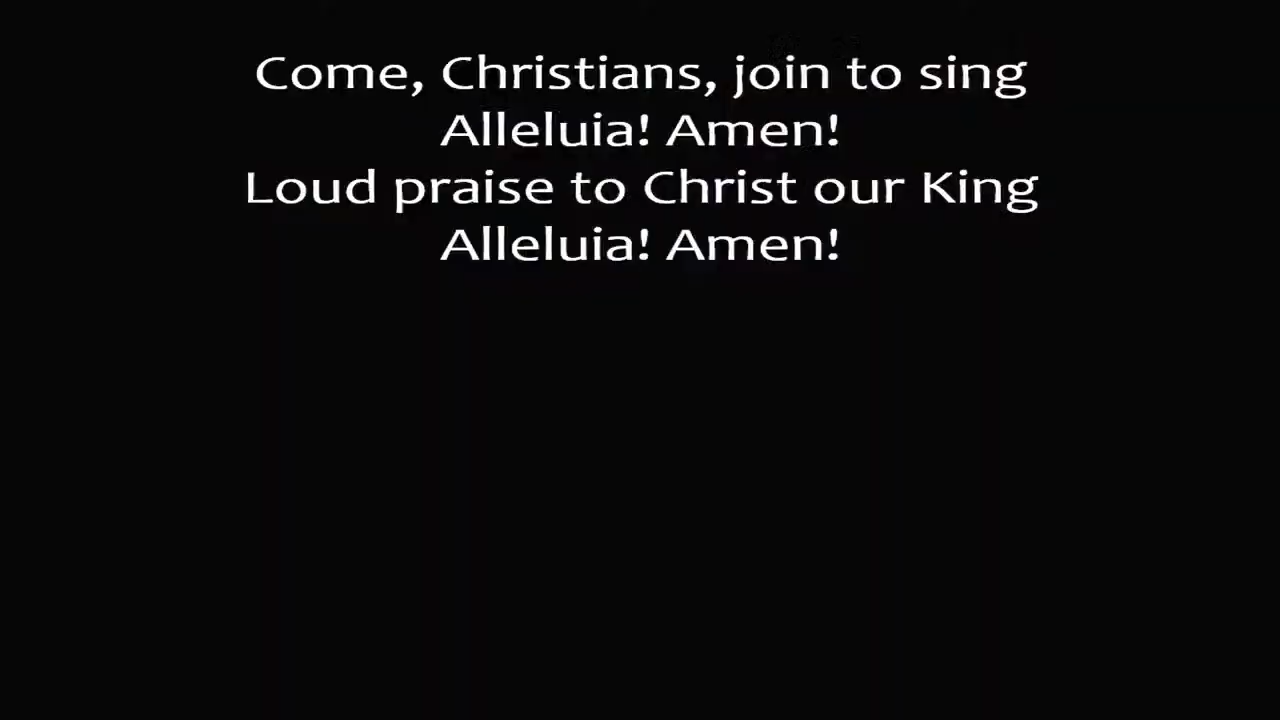 Come, Christians, join to sing
Alleluia! Amen!
Loud praise to Christ our King
Alleluia! Amen!